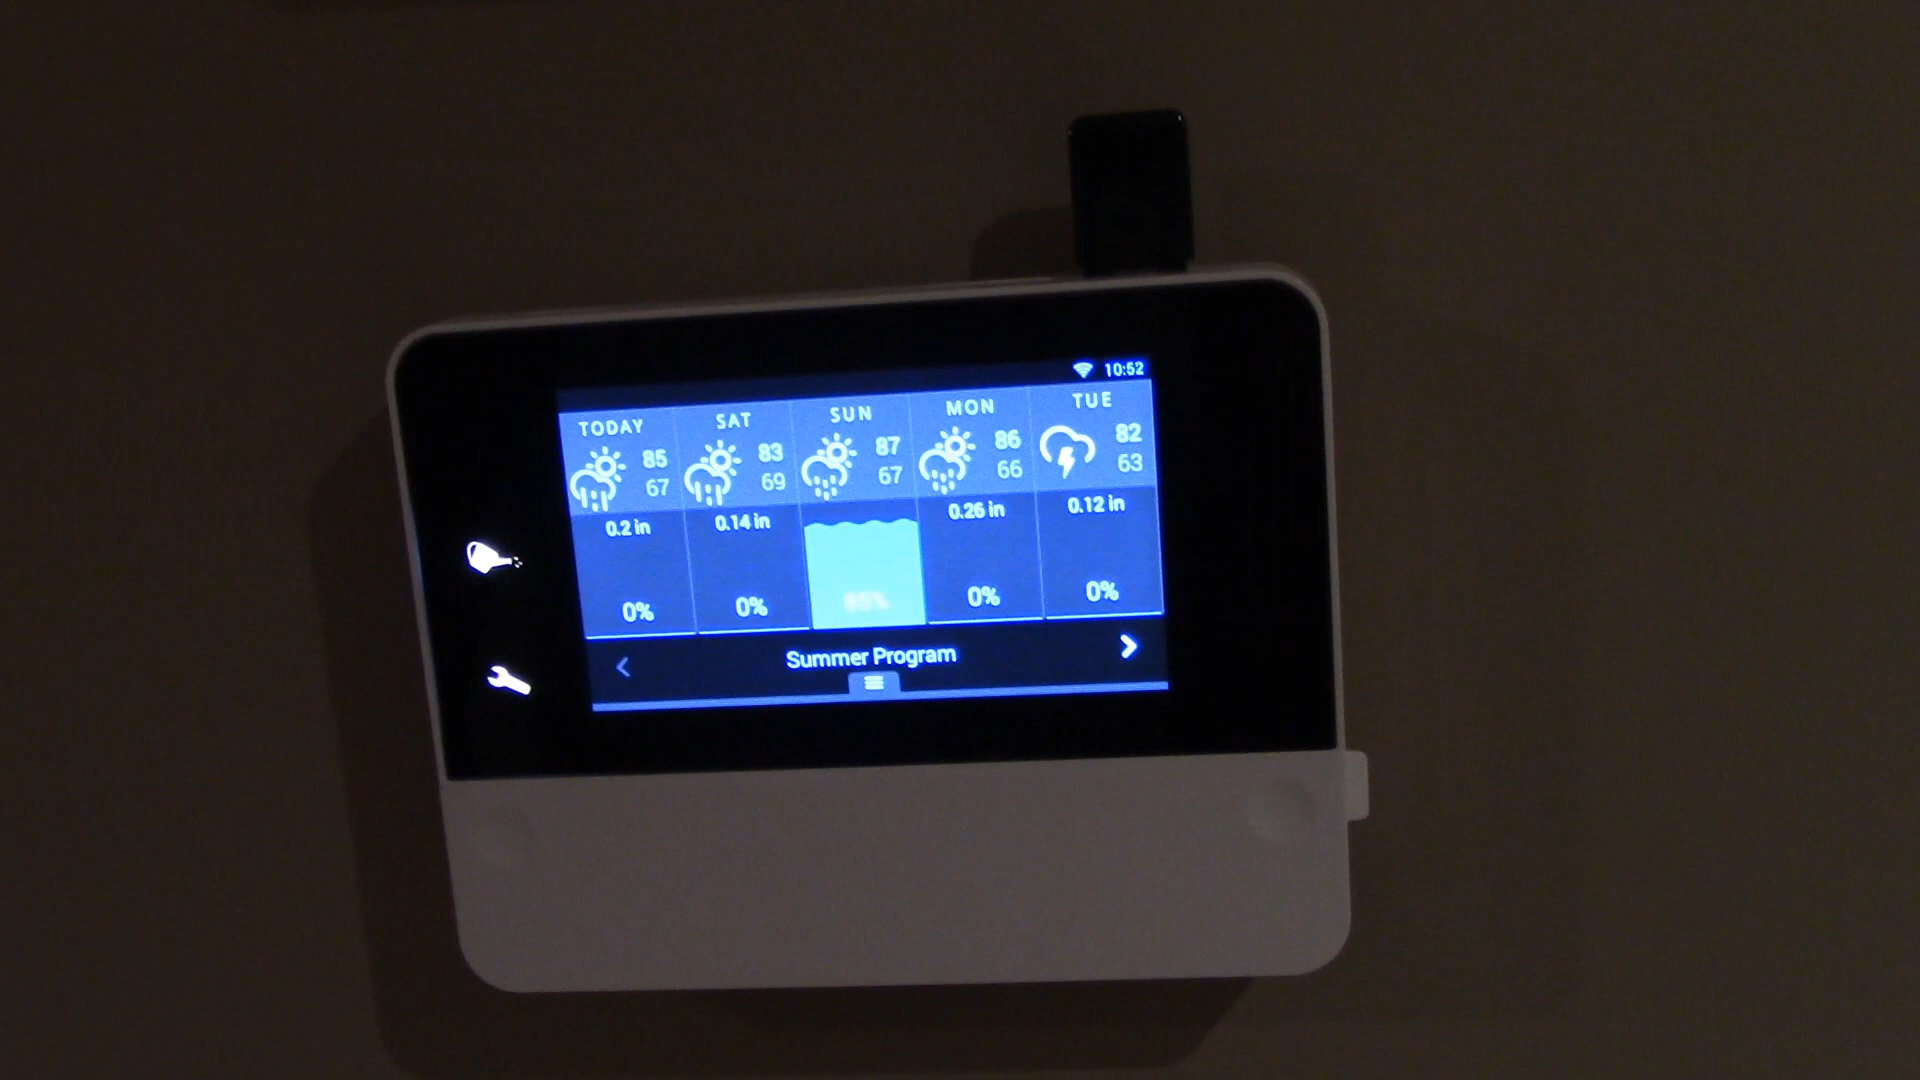 10:52
TODAY SAT SUN MON TUE
85 83 87 86 82
67 69 67 66 63
0.2 in 0.14 in 0.26 in 0.12 in
0% 0% 85% 0% 0%
Summer Program